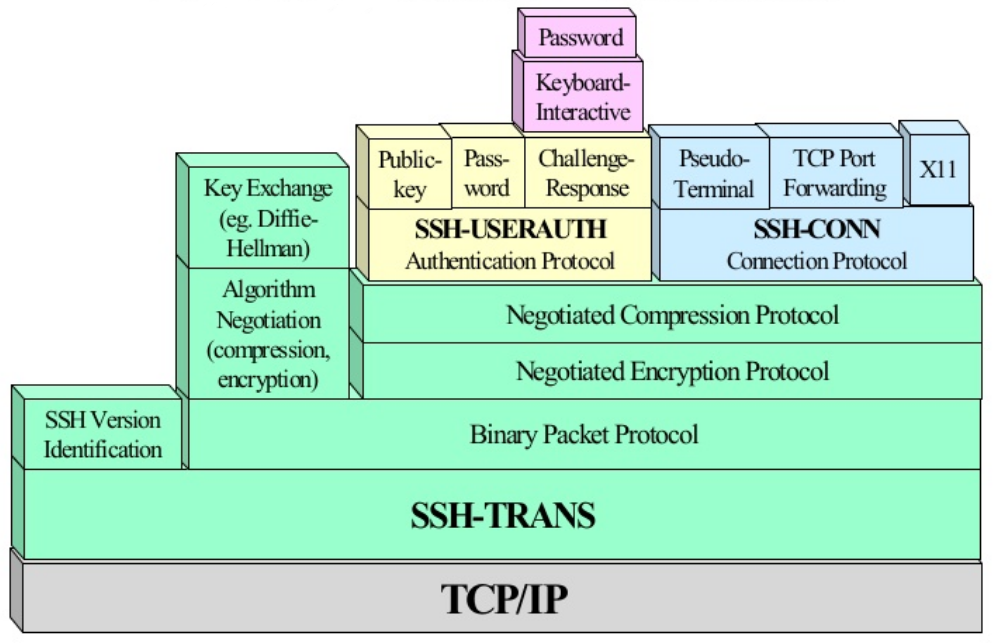 Password
Keyboard-
Interactive
Public-
key
Pass-
word
Challenge-
Response
Pseudo-
Terminal
TCP Port
Forwarding
X11
Key Exchange
(eg. Diffie-
Hellman)
SSH-USERAUTH
Authentication Protocol
SSH-CONN
Connection Protocol
Algorithm
Negotiation
(compression,
encryption)
Negotiated Compression Protocol
Negotiated Encryption Protocol
SSH Version
Identification
Binary Packet Protocol
SSH-TRANS
TCP/IP